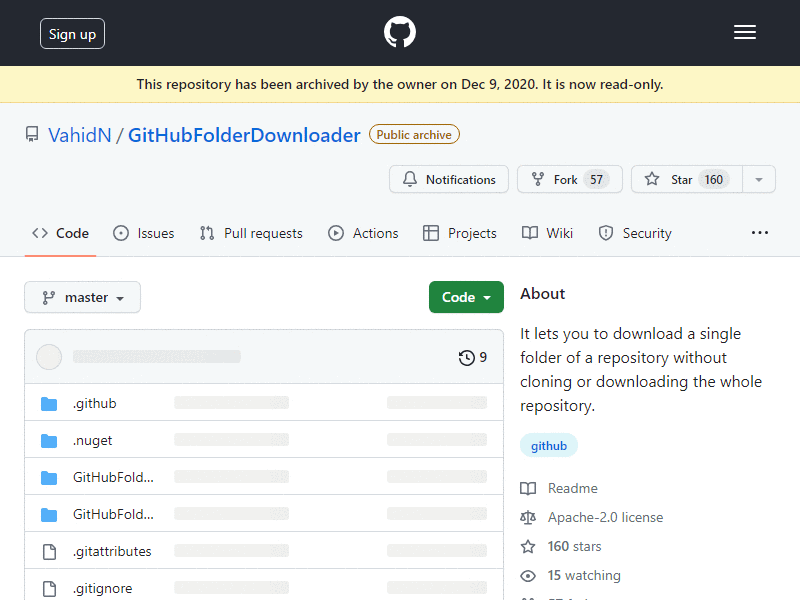 Sign up
This repository has been archived by the owner on Dec 9, 2020. It is now read-only.
VahidN / GitHubFolderDownloader Public archive
Notifications Fork 57 Star 160
Code Issues Pull requests Actions Projects Wiki Security
master Code
9
.github
.nuget
GitHubFold...
GitHubFold...
.gitattributes
.gitignore
About
It lets you to download a single
folder of a repository without
cloning or downloading the whole
repository.
github
Readme
Apache-2.0 license
160 stars
15 watching